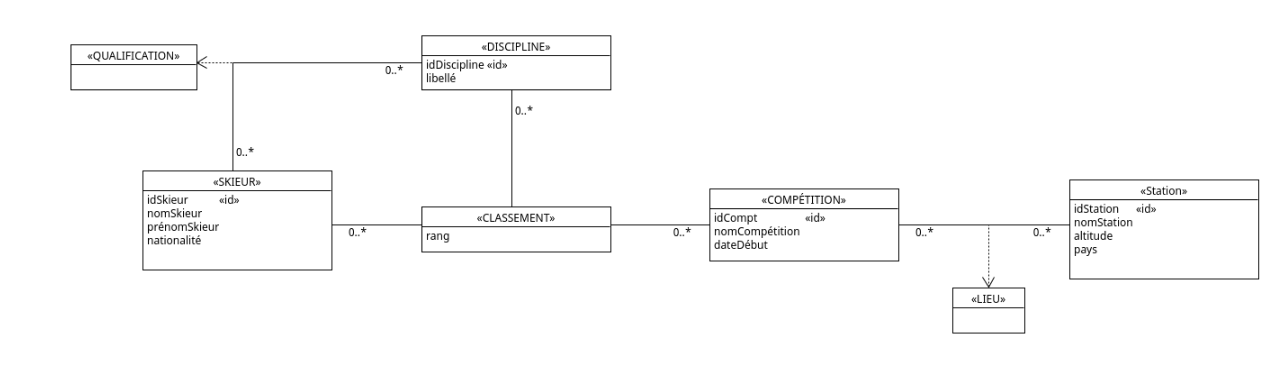 «QUALIFICATION»
«DISCIPLINE»
idDiscipline «id»
libellé
0..*
0..*
0..*
«SKIEUR»
idSkieur «id»
nomSkieur
prénomSkieur
nationalité
0..*
«CLASSEMENT»
rang
0..*
«COMPÉTITION»
idCompt «id»
nomCompétition
dateDébut
0..*
0..*
«Station»
idStation «id»
nomStation
altitude
pays
«LIEU»